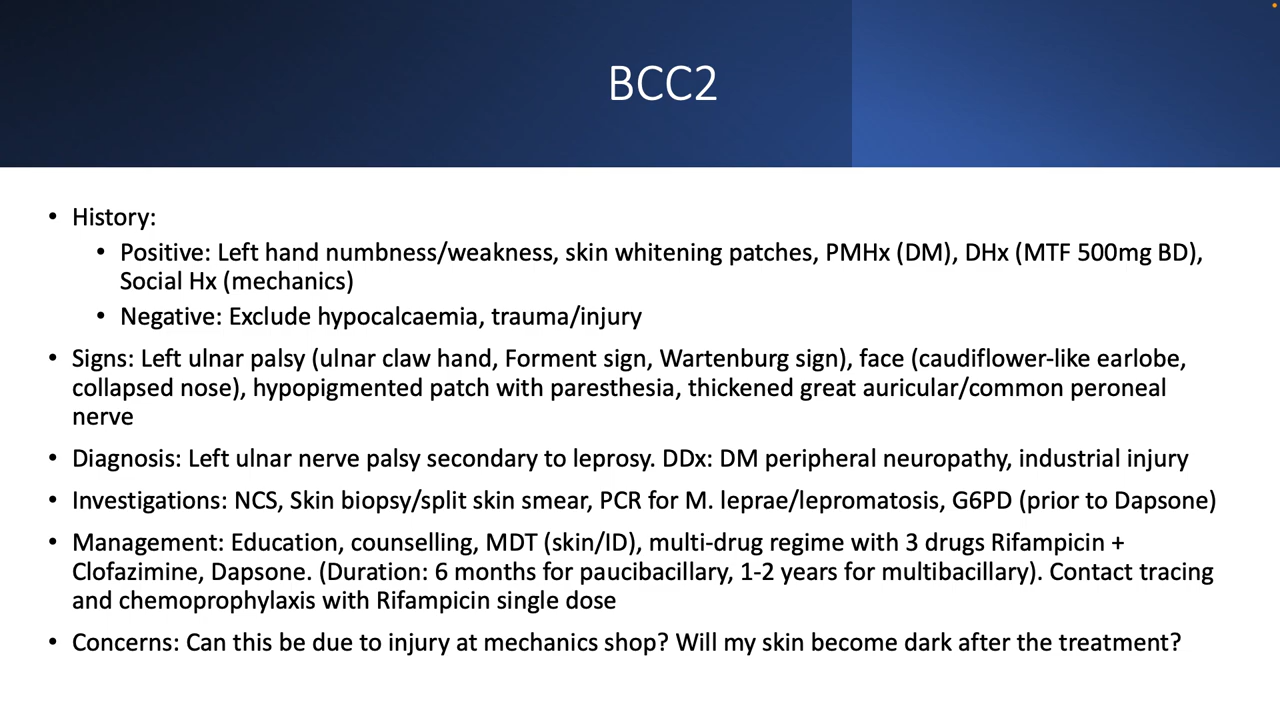 BCC2
• History:
• Positive: Left hand numbness/weakness, skin whitening patches, PMHx (DM), DHx (MTF 500mg BD),
Social Hx (mechanics)
• Negative: Exclude hypocalcaemia, trauma/injury
• Signs: Left ulnar palsy (ulnar claw hand, Forment sign, Wartenburg sign), face (caudiflower-like earlobe,
collapsed nose), hypopigmented patch with paresthesia, thickened great auricular/common peroneal
nerve
• Diagnosis: Left ulnar nerve palsy secondary to leprosy. DDx: DM peripheral neuropathy, industrial injury
• Investigations: NCS, Skin biopsy/split skin smear, PCR for M. leprae/lepromatosis, G6PD (prior to Dapsone)
• Management: Education, counselling, MDT (skin/ID), multi-drug regime with 3 drugs Rifampicin +
Clofazimine, Dapsone. (Duration: 6 months for paucibacillary, 1-2 years for multibacillary). Contact tracing
and chemoprophylaxis with Rifampicin single dose
• Concerns: Can this be due to injury at mechanics shop? Will my skin become dark after the treatment?